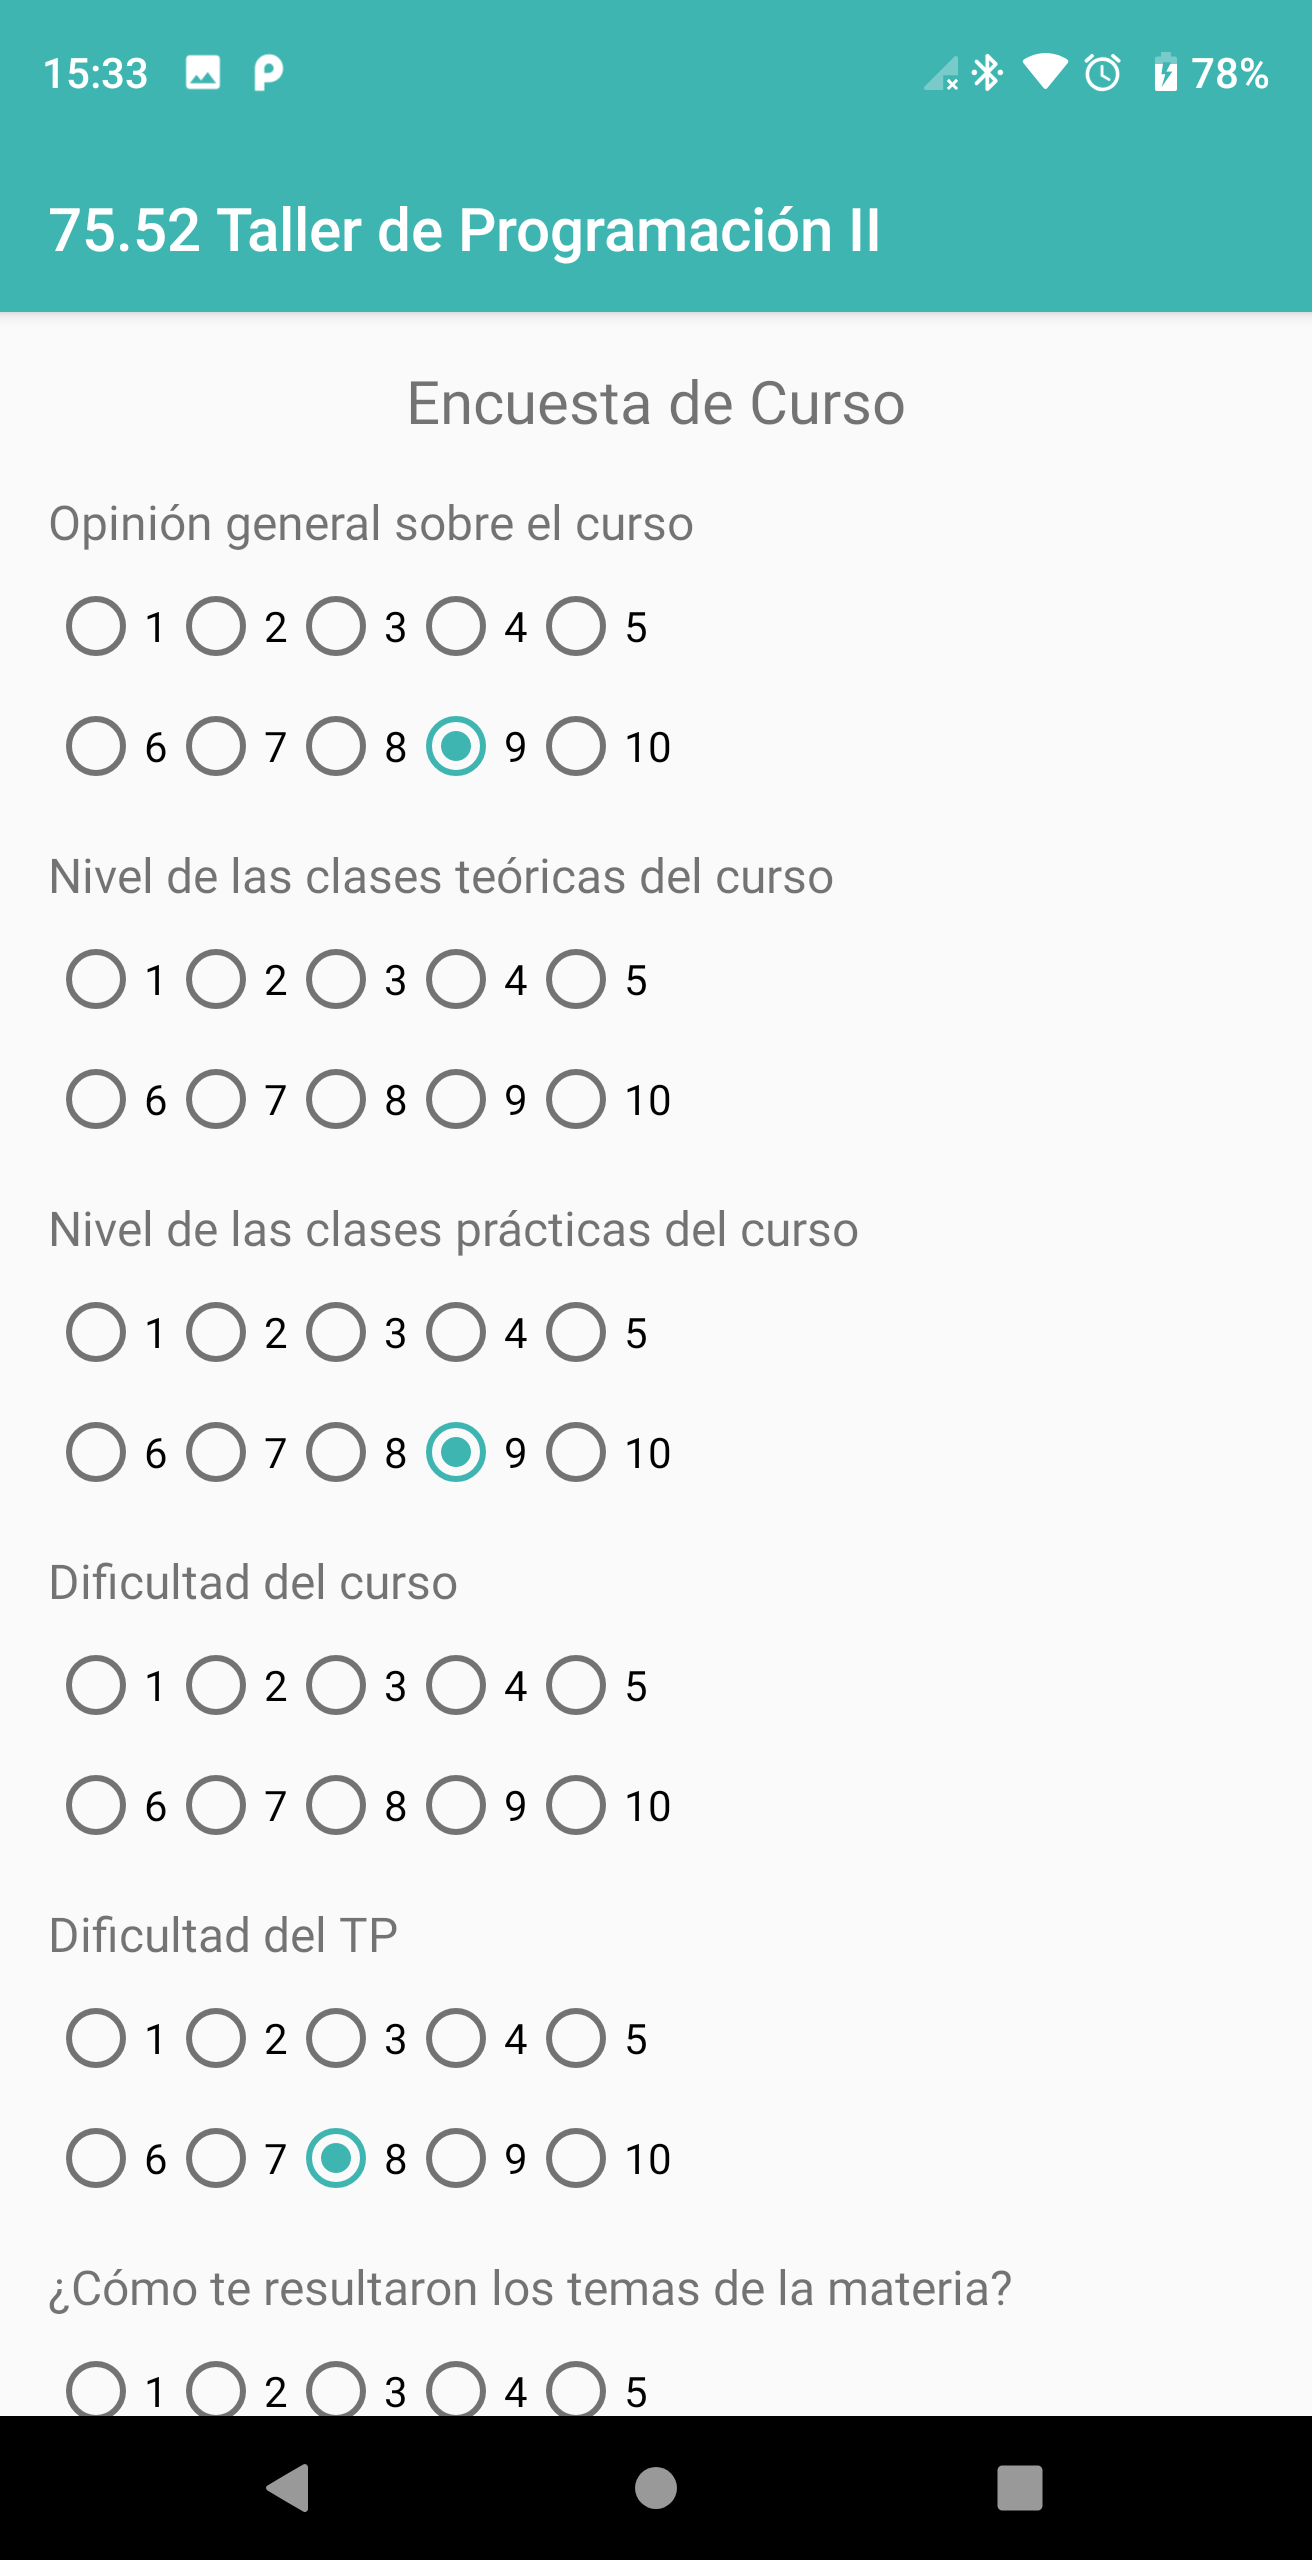 15:33 78%
75.52 Taller de Programación II
Encuesta de Curso
Opinión general sobre el curso
1 2 3 4 5
6 7 8 9 10
Nivel de las clases teóricas del curso
1 2 3 4 5
6 7 8 9 10
Nivel de las clases prácticas del curso
1 2 3 4 5
6 7 8 9 10
Dificultad del curso
1 2 3 4 5
6 7 8 9 10
Dificultad del TP
1 2 3 4 5
6 7 8 9 10
¿Cómo te resultaron los temas de la materia?
1 2 3 4 5